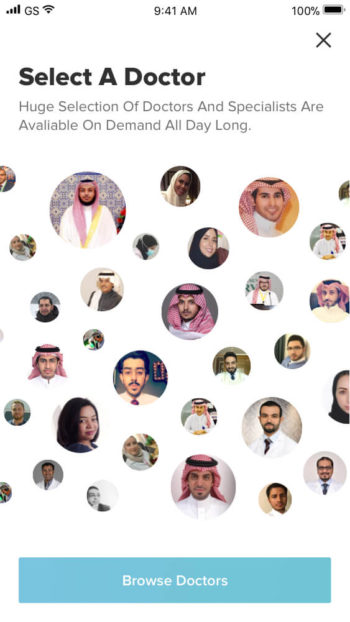 GS 9:41 AM 100%
Select A Doctor
Huge Selection Of Doctors And Specialists Are
Avaliable On Demand All Day Long.
Browse Doctors